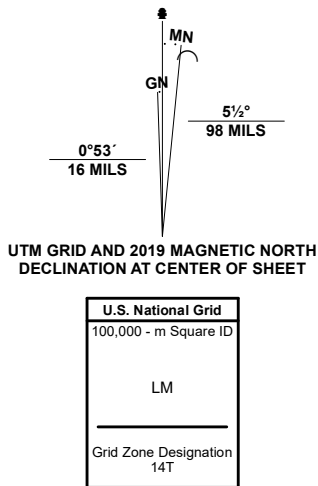 MN
GN
5½°
98 MILS
0°53´
16 MILS
UTM GRID AND 2019 MAGNETIC NORTH
DECLINATION AT CENTER OF SHEET
U.S. National Grid
100,000 - m Square ID
LM
Grid Zone Designation
14T